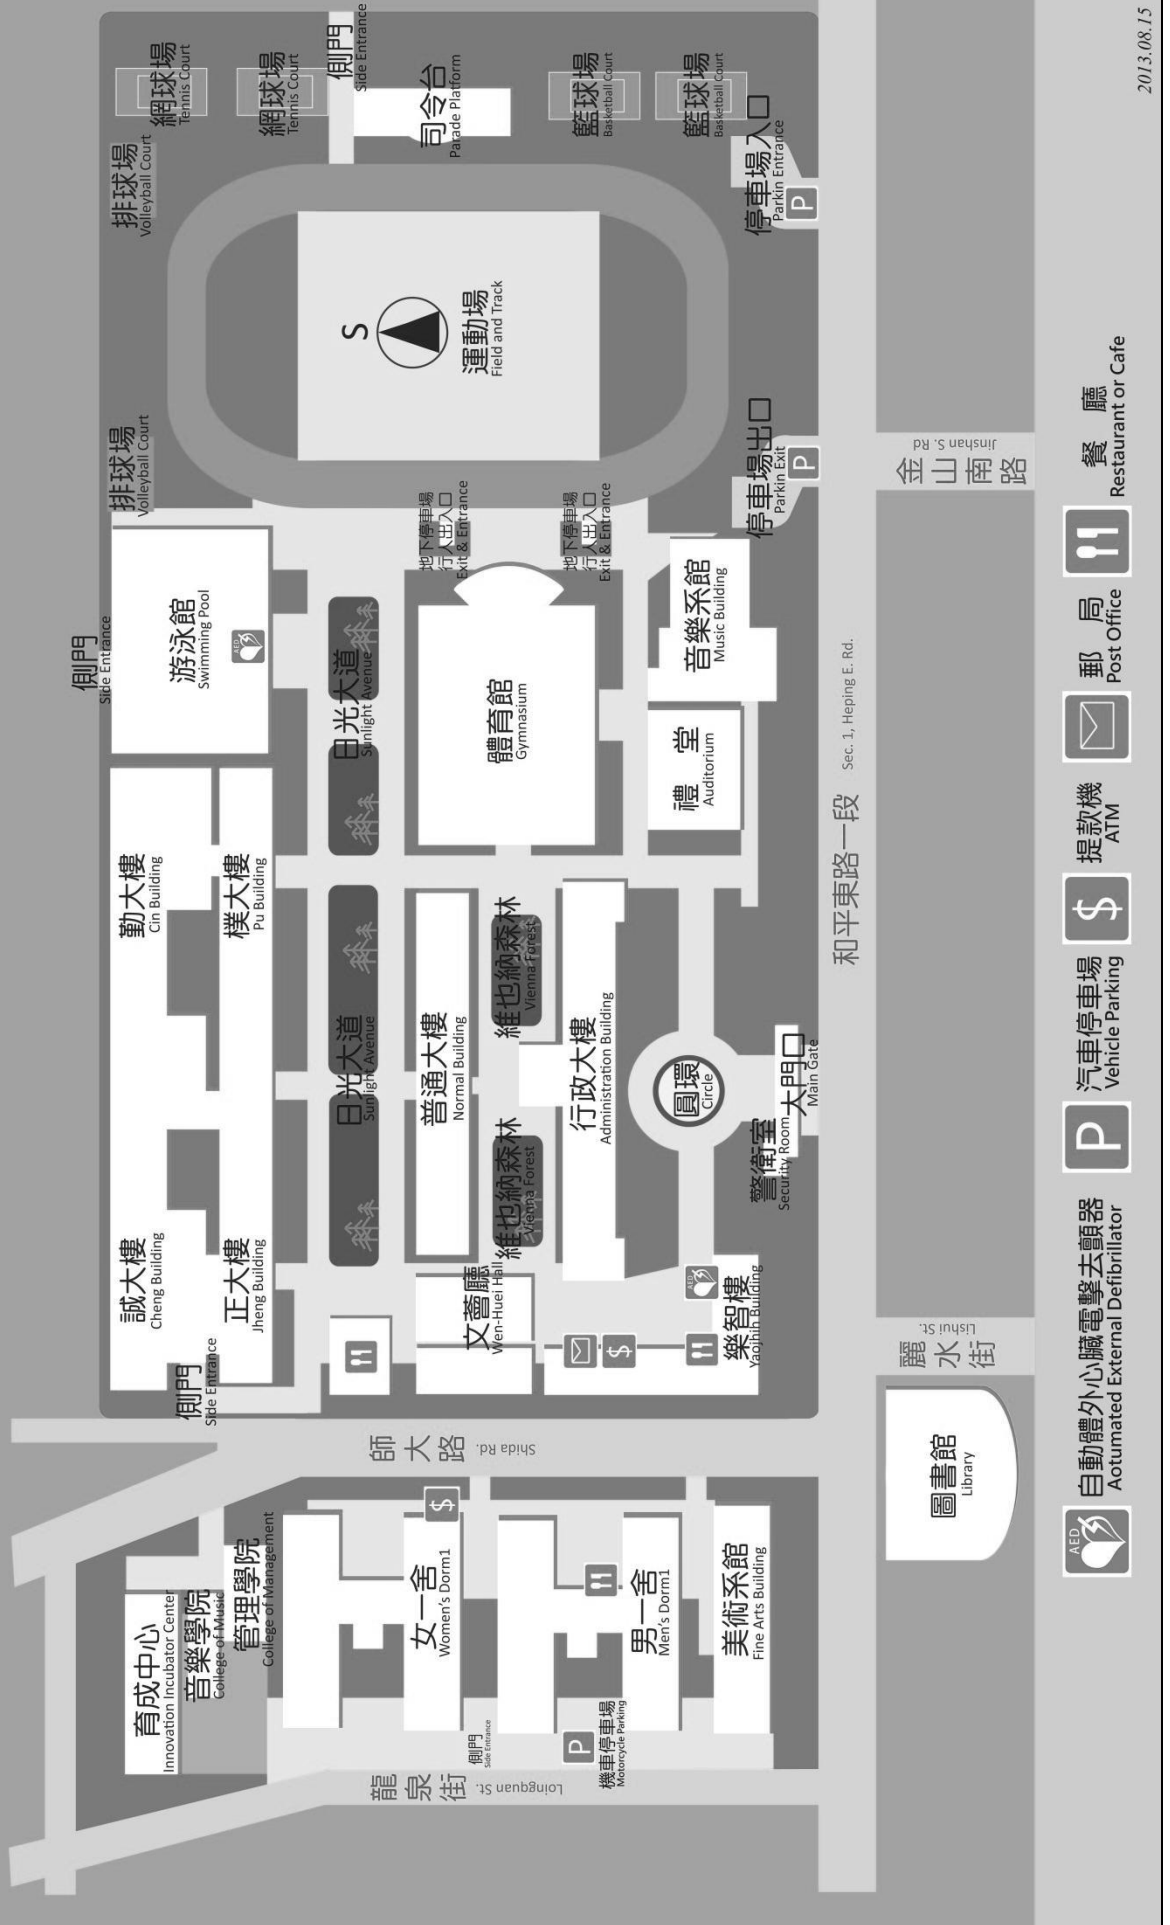 2013.08.15
網球場
Tennis Court
網球場
Tennis Court
側門
Side Entrance
司令台
Parade Platform
籃球場
Basketball Court
籃球場
Basketball Court
排球場
Volleyball Court
停車場入口
Parkin Entrance
P
S
運動場
Field and Track
排球場
Volleyball Court
停車場出口
Parkin Exit
P
地下停車場
行人出入口
Exit & Entrance
地下停車場
行人出入口
Exit & Entrance
金山南路
Jinshan S. Rd
側門
Side Entrance
游泳館
Swimming Pool
AED
日光大道
Sunlight Avenue
體育館
Gymnasium
音樂系館
Music Building
禮堂
Auditorium
和平東路一段 Sec. 1, Heping E. Rd.
勤大樓
Cin Building
樸大樓
Pu Building
日光大道
Sunlight Avenue
普通大樓
Normal Building
維也納森林
Vienna Forest
維也納森林
Vienna Forest
行政大樓
Administration Building
圓環
Circle
大門口
Main Gate
警衛室
Security Room
誠大樓
Cheng Building
正大樓
Jheng Building
側門
Side Entrance
文薈廳
Wen-Huei Hall
$
AED
樂智樓
Yaojhih Building
麗水街
Lishui St.
師大路
Shida Rd.
圖書館
Library
育成中心
Innovation Incubator Center
音樂學院
College of Music
管理學院
College of Management
女一舍
Women's Dorm1
$
男一舍
Men's Dorm1
美術系館
Fine Arts Building
側門
Side Entrance
P
機車停車場
Motorcycle Parking
龍泉街
Loingquan St.
AED
自動體外心臟電擊去顫器
Aotumated External Defibrillator
P
汽車停車場
Vehicle Parking
$
提款機
ATM
郵局
Post Office
餐廳
Restaurant or Cafe